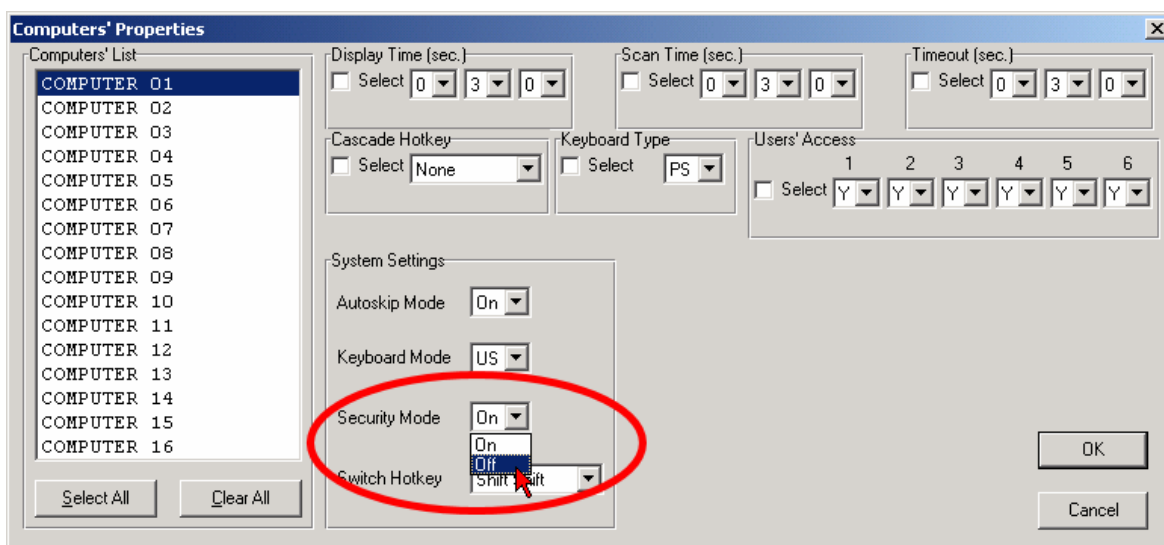 Computers' Properties
Computers' List
COMPUTER 01
COMPUTER 02
COMPUTER 03
COMPUTER 04
COMPUTER 05
COMPUTER 06
COMPUTER 07
COMPUTER 08
COMPUTER 09
COMPUTER 10
COMPUTER 11
COMPUTER 12
COMPUTER 13
COMPUTER 14
COMPUTER 15
COMPUTER 16
Select All Clear All
Display Time (sec.)
Select 0 3 0
Scan Time (sec.)
Select 0 3 0
Timeout (sec.)
Select 0 3 0
Cascade Hotkey
Select None
Keyboard Type
Select PS
Users' Access
1 2 3 4 5 6
Select Y Y Y Y Y Y
System Settings
Autoskip Mode On
Keyboard Mode US
Security Mode On
On
Off
Switch Hotkey Shift Shift
OK
Cancel